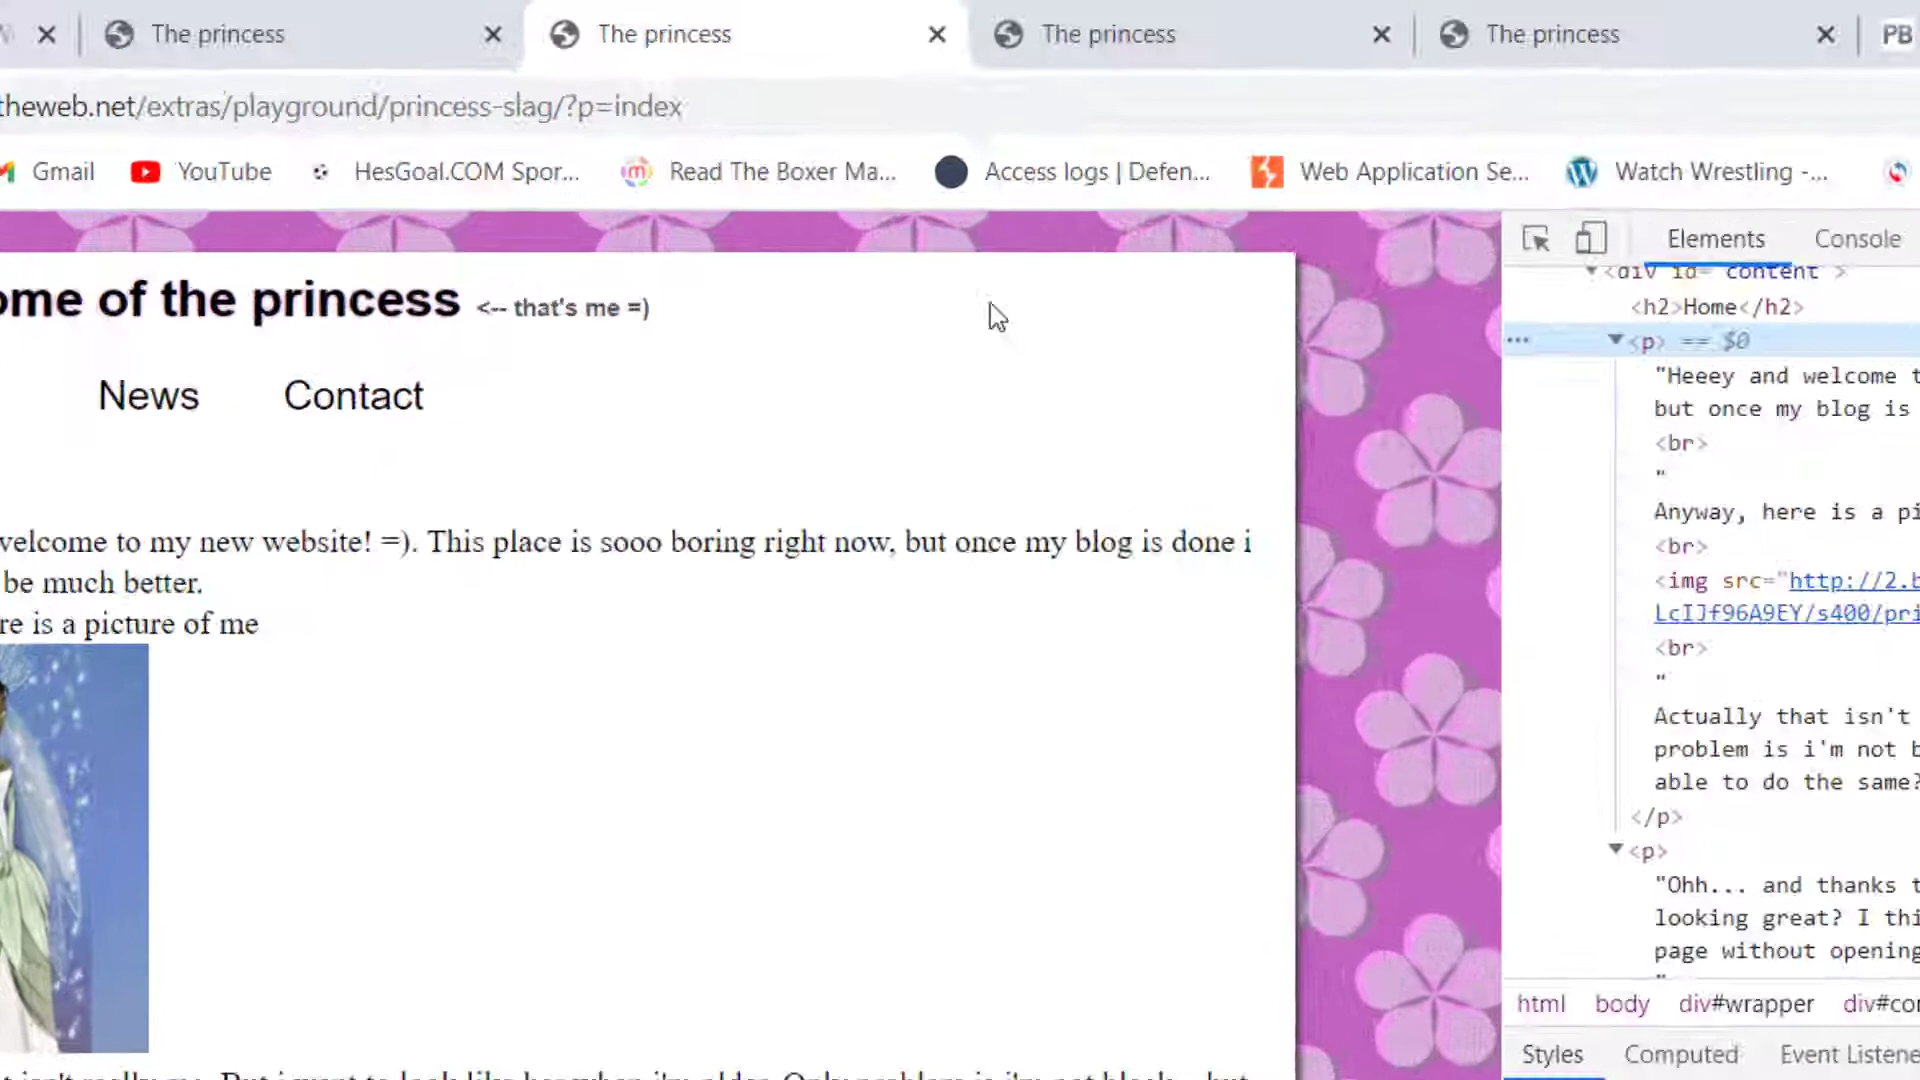 The princess
The princess
The princess
The princess
PB
theweb.net/extras/playground/princess-slag/?p=index
Gmail
YouTube
HesGoal.COM Spor...
Read The Boxer Ma...
Access logs | Defen...
Web Application Se...
Watch Wrestling -...
ome of the princess <-- that's me =)
News
Contact
velcome to my new website! =). This place is sooo boring right now, but once my blog is done i
be much better.
re is a picture of me
Elements
Console
<div id="content">
<h2>Home</h2>
... <p> == $0
"Heeey and welcome t
but once my blog is
<br>
"
Anyway, here is a pi
<br>
<img src="http://2.b
LcIJf96A9EY/s400/pri
<br>
"
Actually that isn't
problem is i'm not b
able to do the same?
</p>
<p>
"Ohh... and thanks t
looking great? I thi
page without opening
"
html
body
div#wrapper
div#co
Styles
Computed
Event Listene